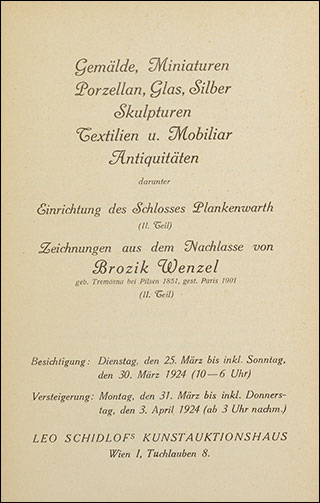 Gemälde, Miniaturen
Porzellan, Glas, Silber
Skulpturen
Textilien u. Mobiliar
Antiquitäten
darunter
Einrichtung des Schlosses Plankenwarth
(II. Teil)
Zeichnungen aus dem Nachlasse von
Brozik Wenzel
geb. Tremosna bei Pilsen 1851, gest. Paris 1901
(II. Teil)
Besichtigung: Dienstag, den 25. März bis inkl. Sonntag,
den 30. März 1924 (10—6 Uhr)
Versteigerung: Montag, den 31. März bis inkl. Donners-
tag, den 3. April 1924 (ab 3 Uhr nachm.)
LEO SCHIDLOFS KUNSTAUKTIONSHAUS
Wien I, Tuchlauben 8.